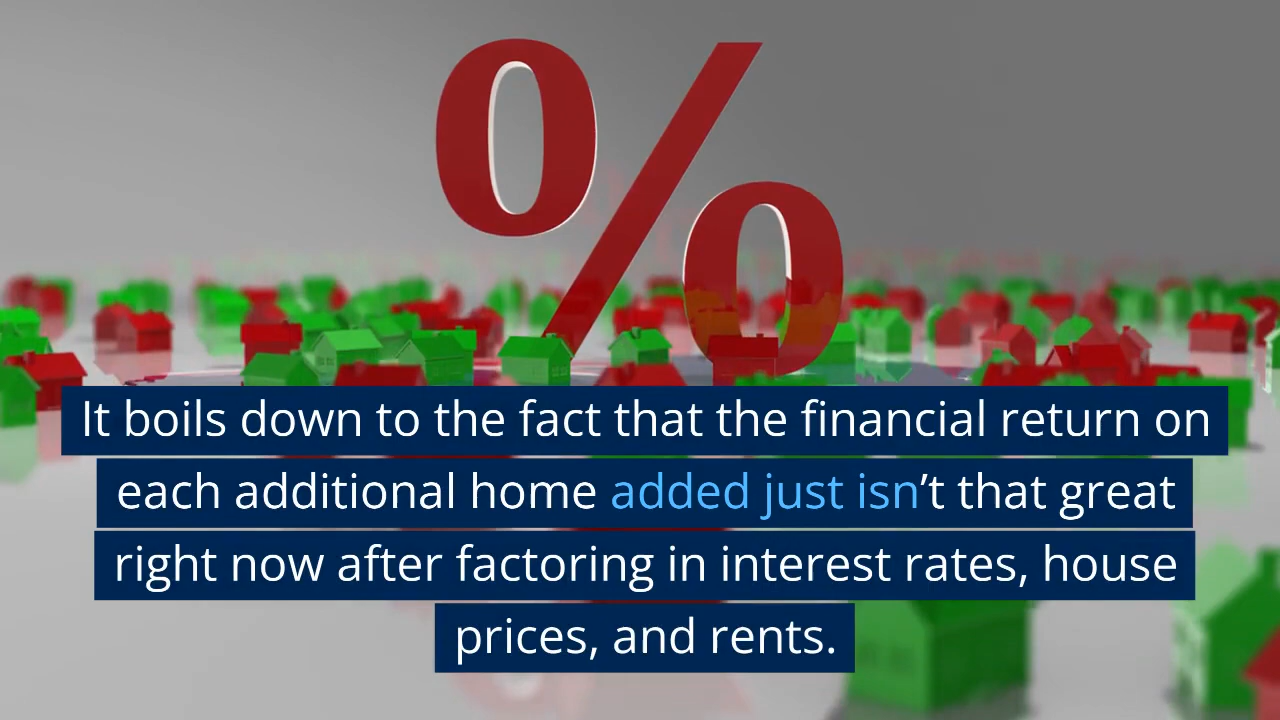 %
It boils down to the fact that the financial return on
each additional home added just isn’t that great
right now after factoring in interest rates, house
prices, and rents.